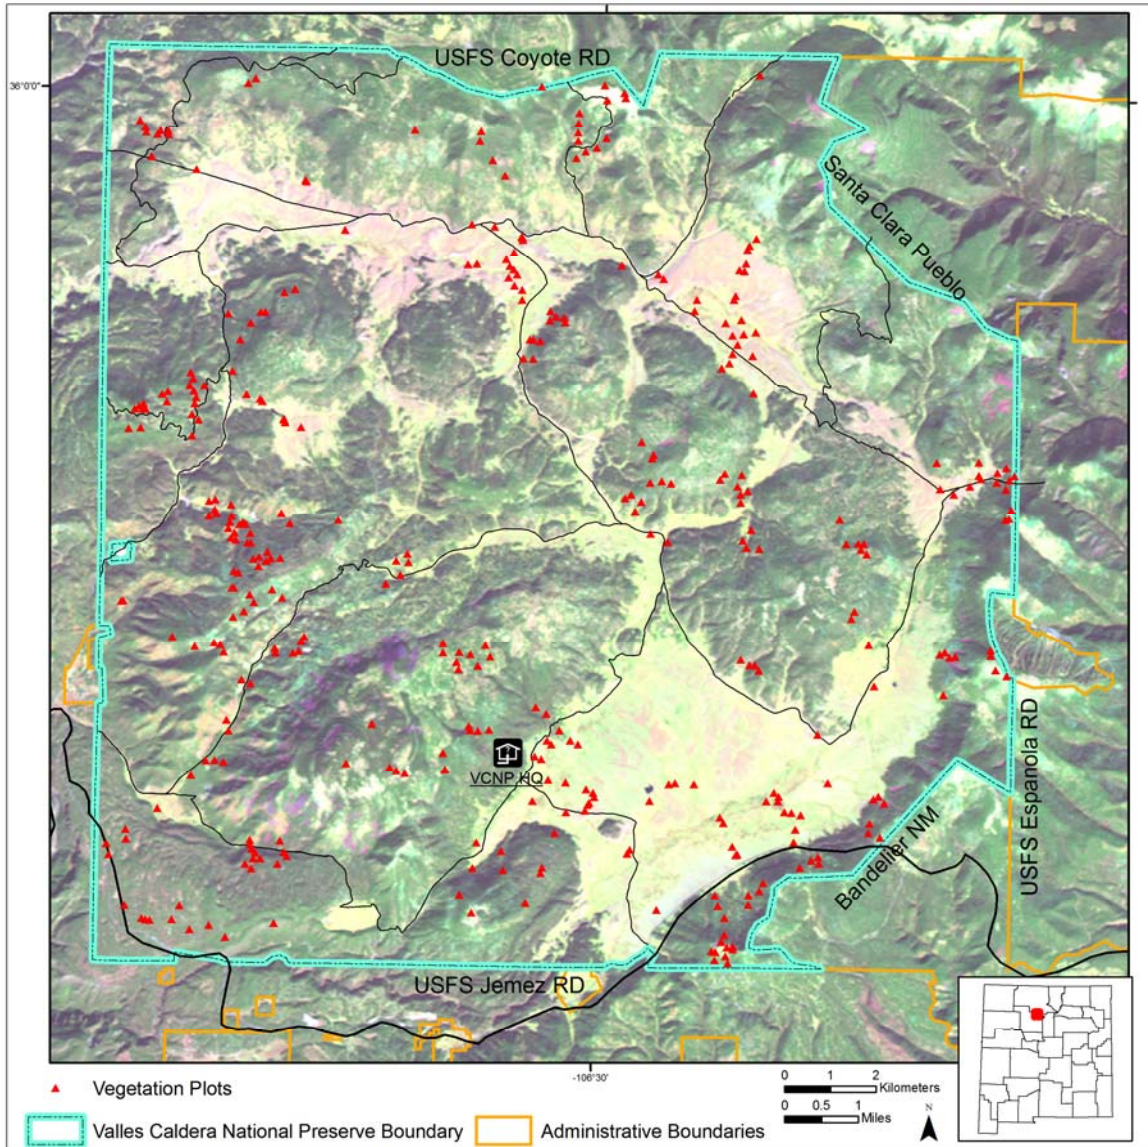 USFS Coyote RD
36°0'0"
Santa Clara Pueblo
VCNP HQ
USFS Espanola RD
Bandelier NM
USFS Jemez RD
-106°30'
0 1 2
Kilometers
0 0.5 1
Miles
N
Vegetation Plots
Valles Caldera National Preserve Boundary
Administrative Boundaries